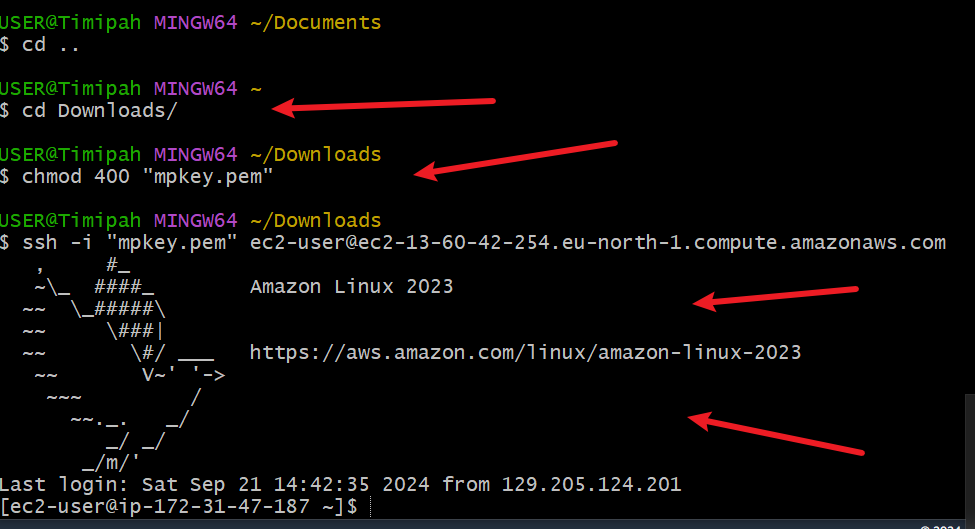 USER@Timipah MINGW64 ~/Documents
$ cd ..
USER@Timipah MINGW64 ~
$ cd Downloads/
USER@Timipah MINGW64 ~/Downloads
$ chmod 400 "mpkey.pem"
USER@Timipah MINGW64 ~/Downloads
$ ssh -i "mpkey.pem" ec2-user@ec2-13-60-42-254.eu-north-1.compute.amazonaws.com
   ,     #_
   ~\_  ####_        Amazon Linux 2023
  ~~  \_#####\
  ~~     \###|
  ~~       \#/ ___   https://aws.amazon.com/linux/amazon-linux-2023
   ~~       V~' '->
    ~~~         /
      ~~._.   _/
         _/ _/
       _/m/'
Last login: Sat Sep 21 14:42:35 2024 from 129.205.124.201
[ec2-user@ip-172-31-47-187 ~]$